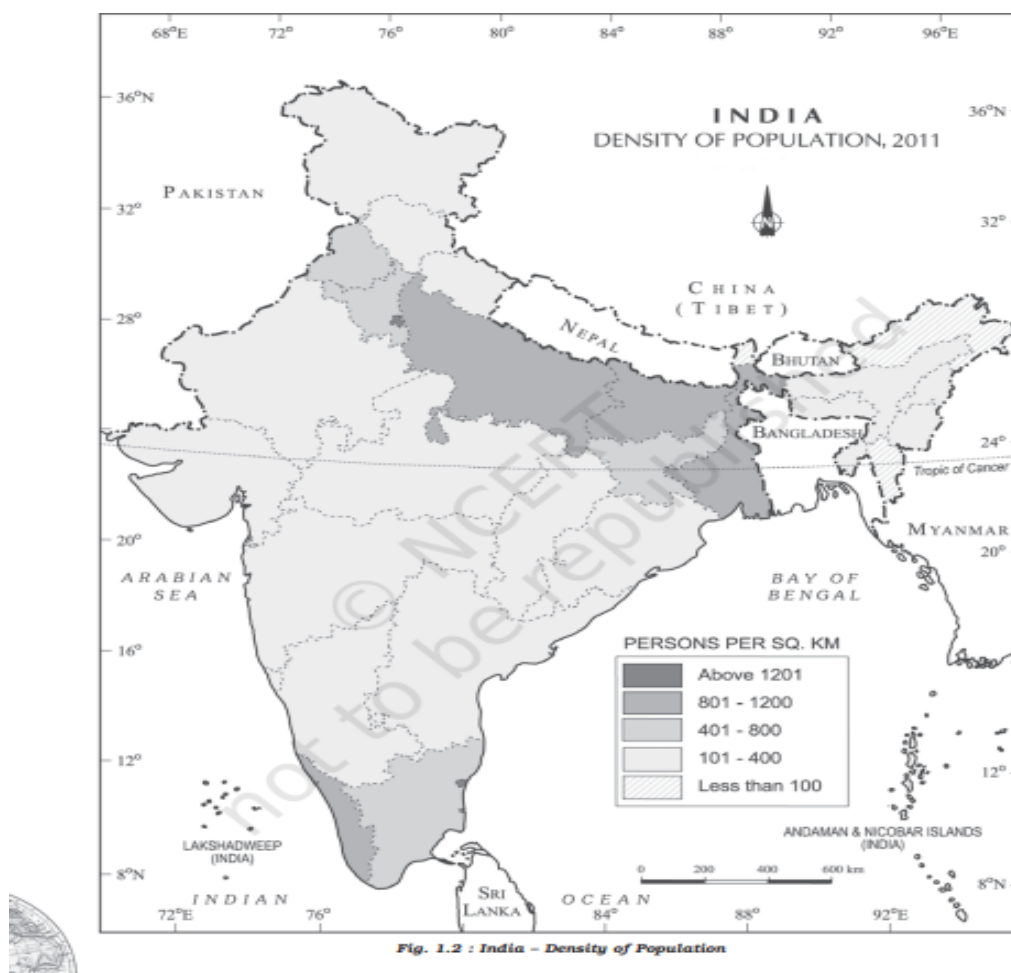 68°E 72° 76° 80° 84° 88° 92° 96°E
36°N
36°N
INDIA
DENSITY OF POPULATION, 2011
PAKISTAN
N
32°
32°
CHINA
(TIBET)
28°
NEPAL
BHUTAN
BANGLADESH
24°
24°
Tropic of Cancer
MYANMAR
20°
20°
ARABIAN
SEA
BAY OF
BENGAL
© NCERT
not to be republished
PERSONS PER SQ. KM
Above 1201
801 - 1200
401 - 800
101 - 400
Less than 100
16°
16°
12°
12°
LAKSHADWEEP
(INDIA)
ANDAMAN & NICOBAR ISLANDS
(INDIA)
0 200 400 600 km
8°N
8°N
INDIAN OCEAN
SRI
LANKA
72°E 76° 84° 88° 92°E
Fig. 1.2 : India – Density of Population